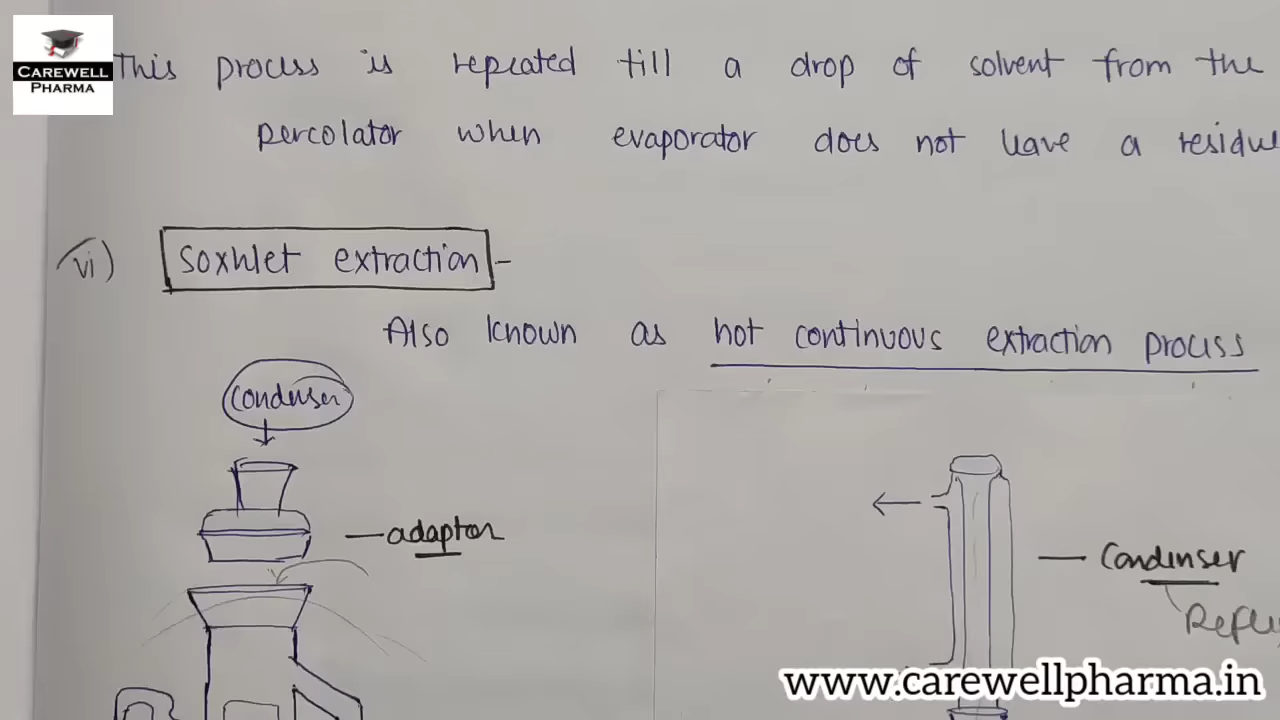 CAREWELL
PHARMA
This process is repeated till a drop of solvent from the
percolator when evaporator does not leave a residue
vi) Soxhlet extraction -
Also known as hot continuous extraction process
condenser
adaptor
Condenser
www.carewellpharma.in